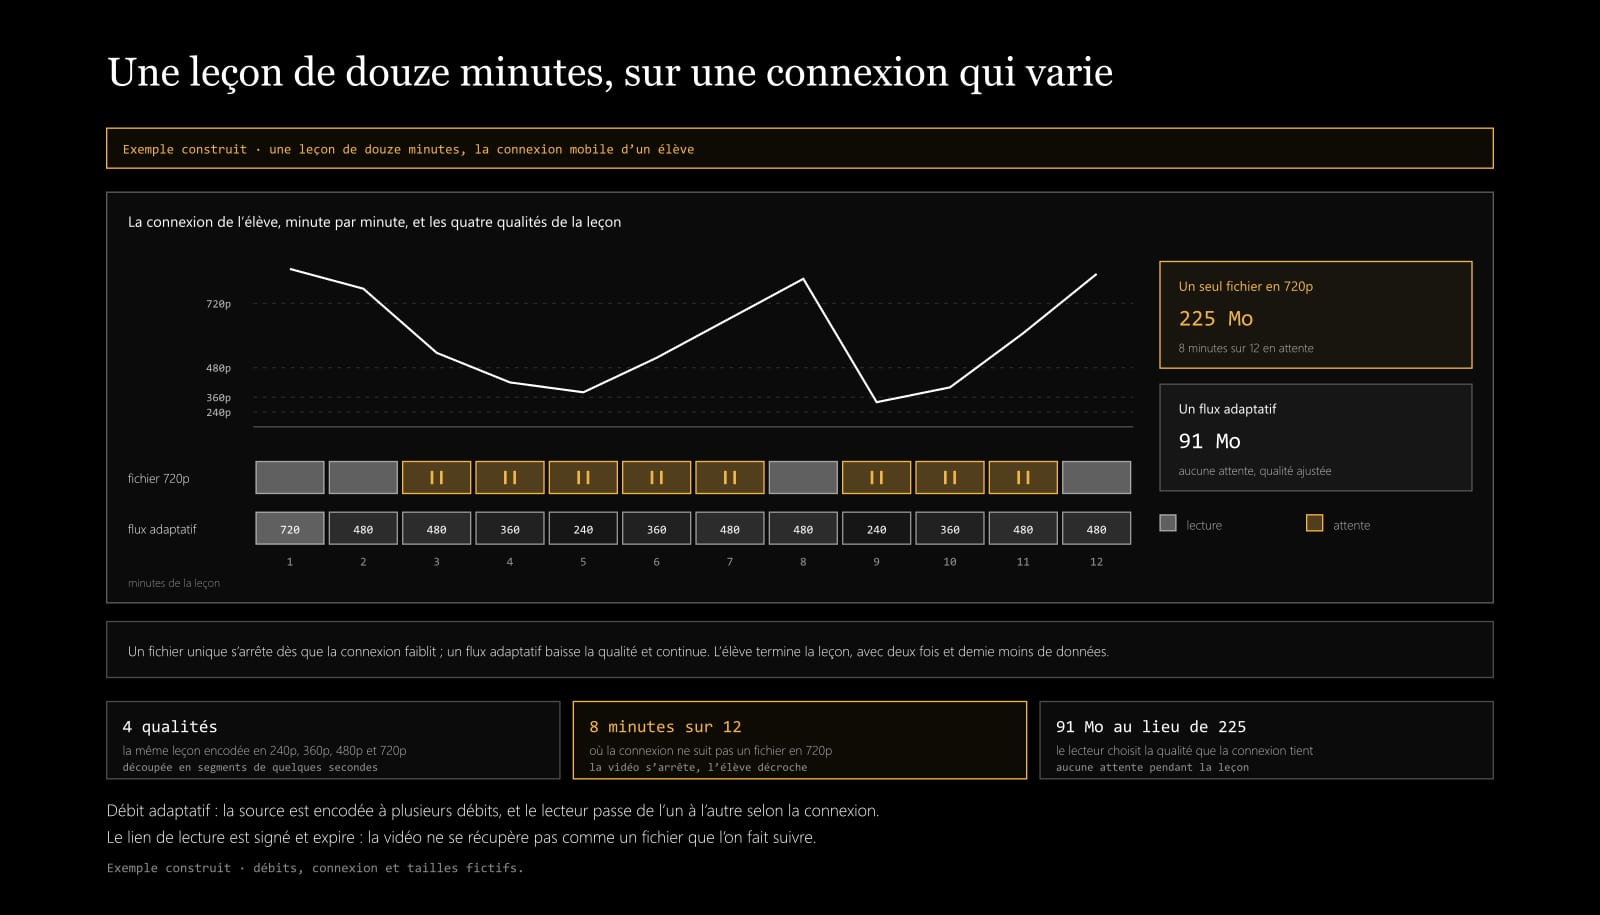 Une leçon de douze minutes, sur une connexion qui varie
Exemple construit · une leçon de douze minutes, la connexion mobile d’un élève
La connexion de l’élève, minute par minute, et les quatre qualités de la leçon
720p
480p
360p
240p
Un seul fichier en 720p
225 Mo
8 minutes sur 12 en attente
Un flux adaptatif
91 Mo
aucune attente, qualité ajustée
fichier 720p
flux adaptatif
720 480 480 360 240 360 480 480 240 360 480 480
lecture
attente
1 2 3 4 5 6 7 8 9 10 11 12
minutes de la leçon
Un fichier unique s’arrête dès que la connexion faiblit ; un flux adaptatif baisse la qualité et continue. L’élève termine la leçon, avec deux fois et demie moins de données.
4 qualités
la même leçon encodée en 240p, 360p, 480p et 720p
découpée en segments de quelques secondes
8 minutes sur 12
où la connexion ne suit pas un fichier en 720p
la vidéo s’arrête, l’élève décroche
91 Mo au lieu de 225
le lecteur choisit la qualité que la connexion tient
aucune attente pendant la leçon
Débit adaptatif : la source est encodée à plusieurs débits, et le lecteur passe de l’un à l’autre selon la connexion.
Le lien de lecture est signé et expire : la vidéo ne se récupère pas comme un fichier que l’on fait suivre.
Exemple construit · débits, connexion et tailles fictifs.